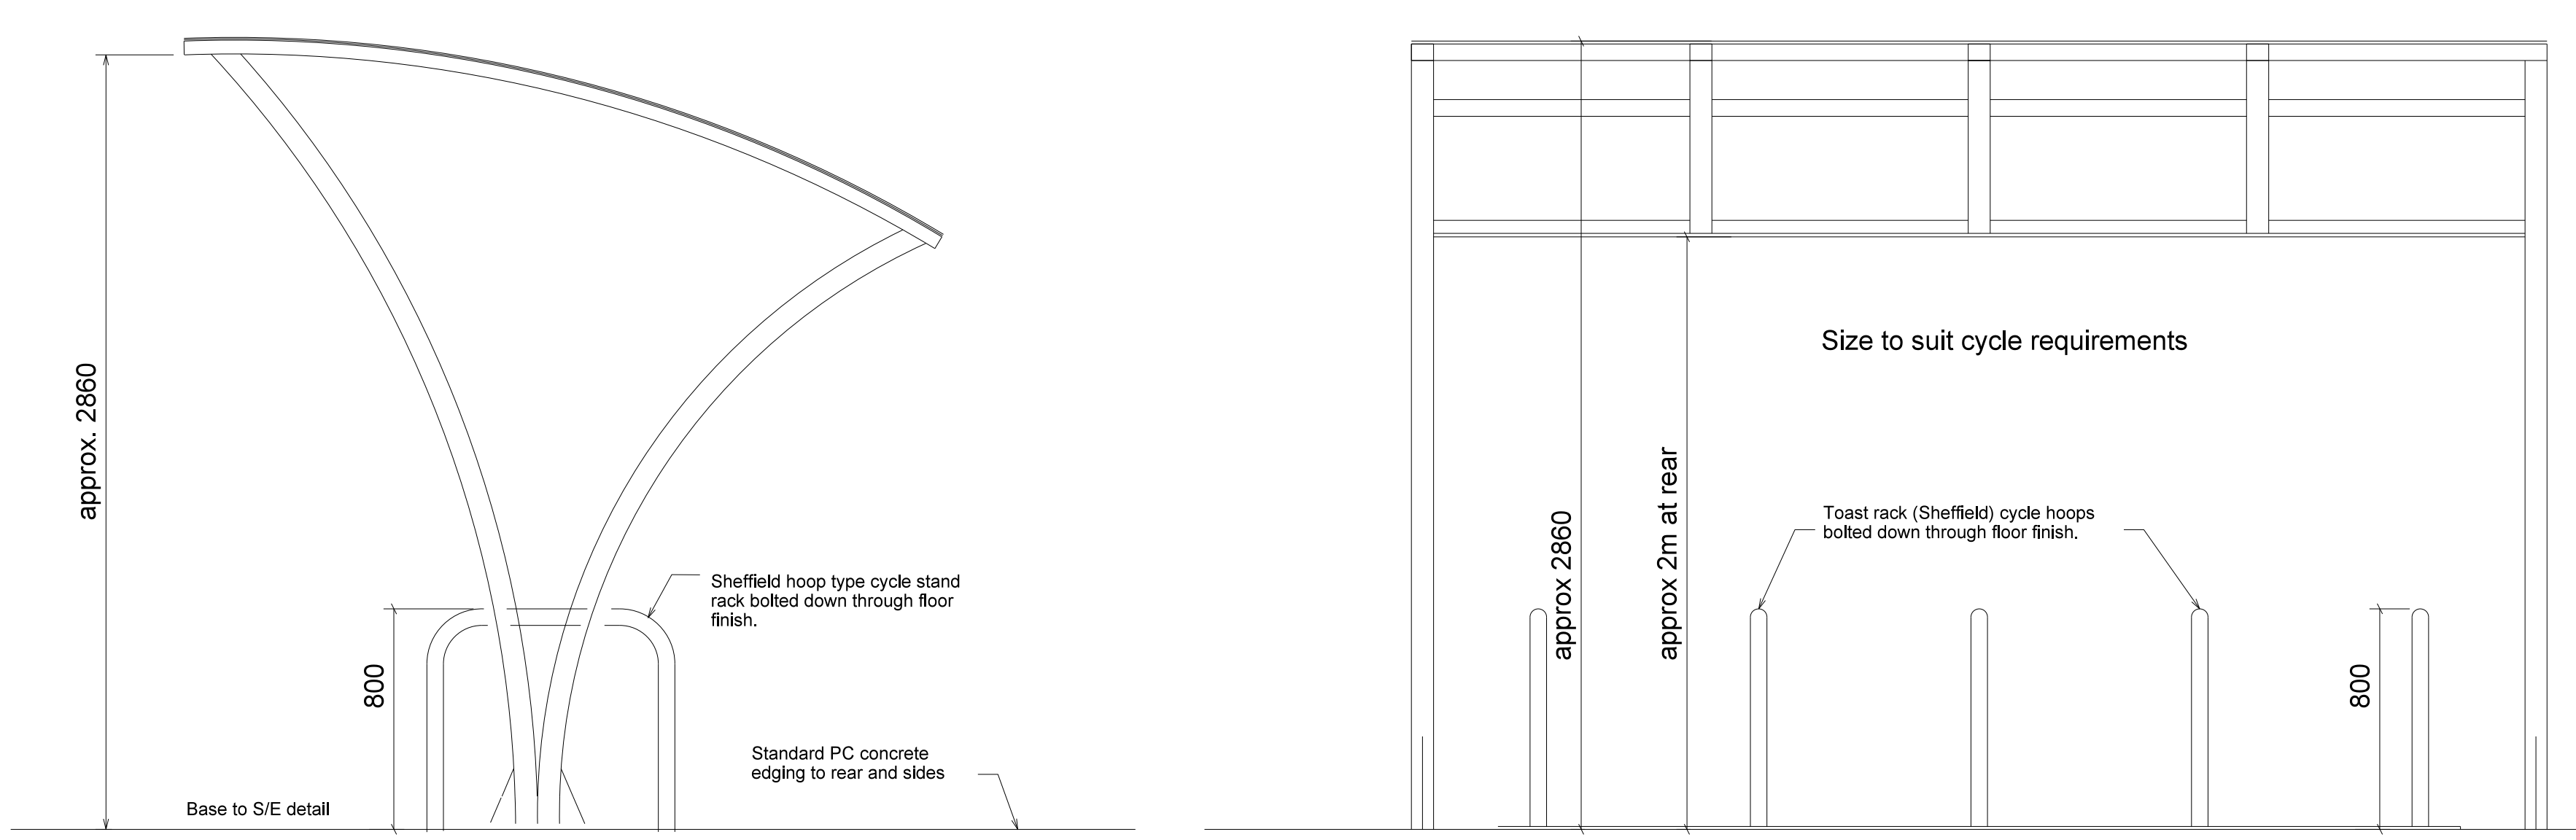 approx. 2860
800
Sheffield hoop type cycle stand
rack bolted down through floor
finish.
Standard PC concrete
edging to rear and sides
Base to S/E detail
approx 2860
approx 2m at rear
Size to suit cycle requirements
Toast rack (Sheffield) cycle hoops
bolted down through floor finish.
800